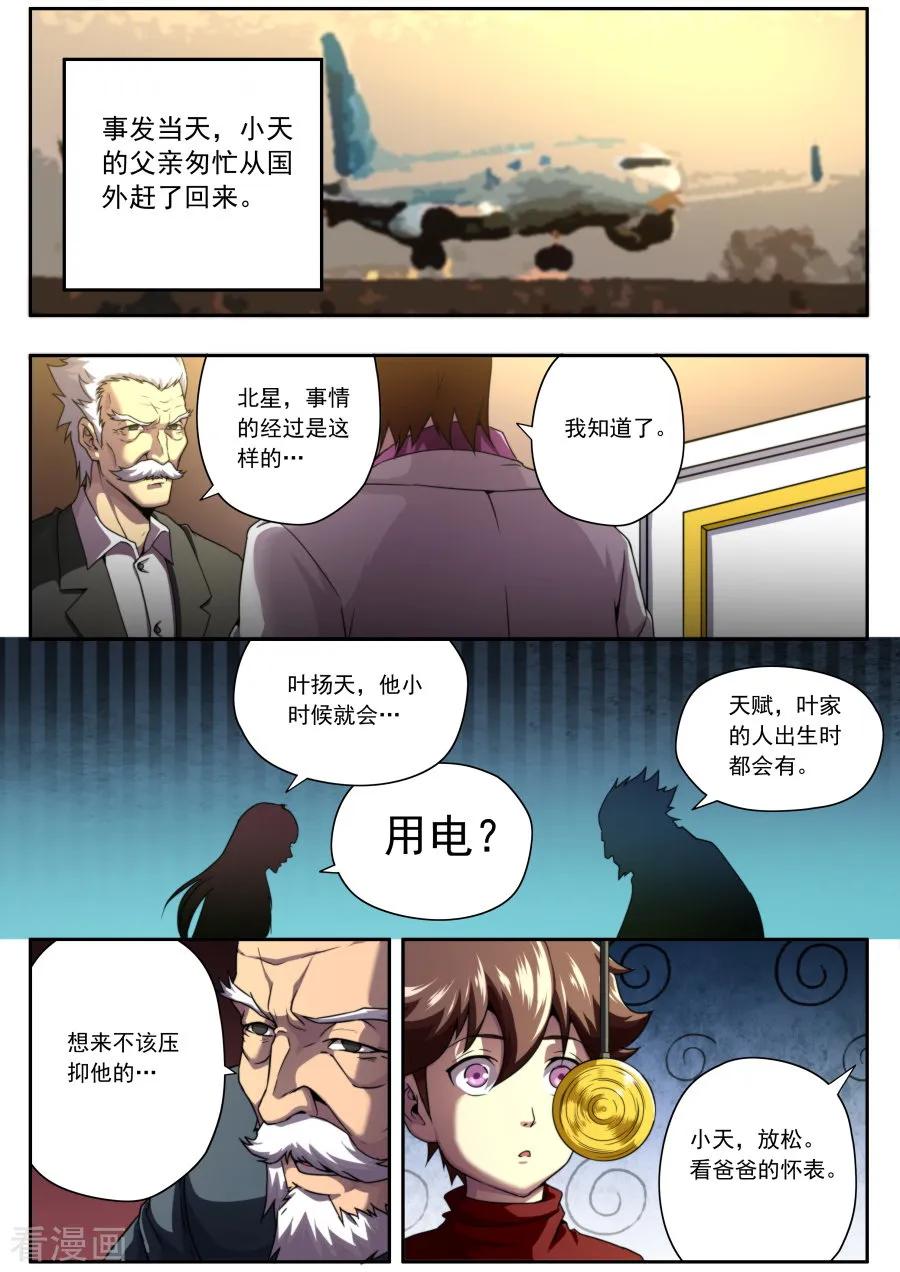 事发当天，小天
的父亲匆忙从国
外赶了回来。
北星，事情
的经过是这
样的…
我知道了。
叶扬天，他小
时候就会…
用电？
天赋，叶家
的人出生时
都会有。
想来不该压
抑他的…
小天，放松。
看爸爸的怀表。
看漫画